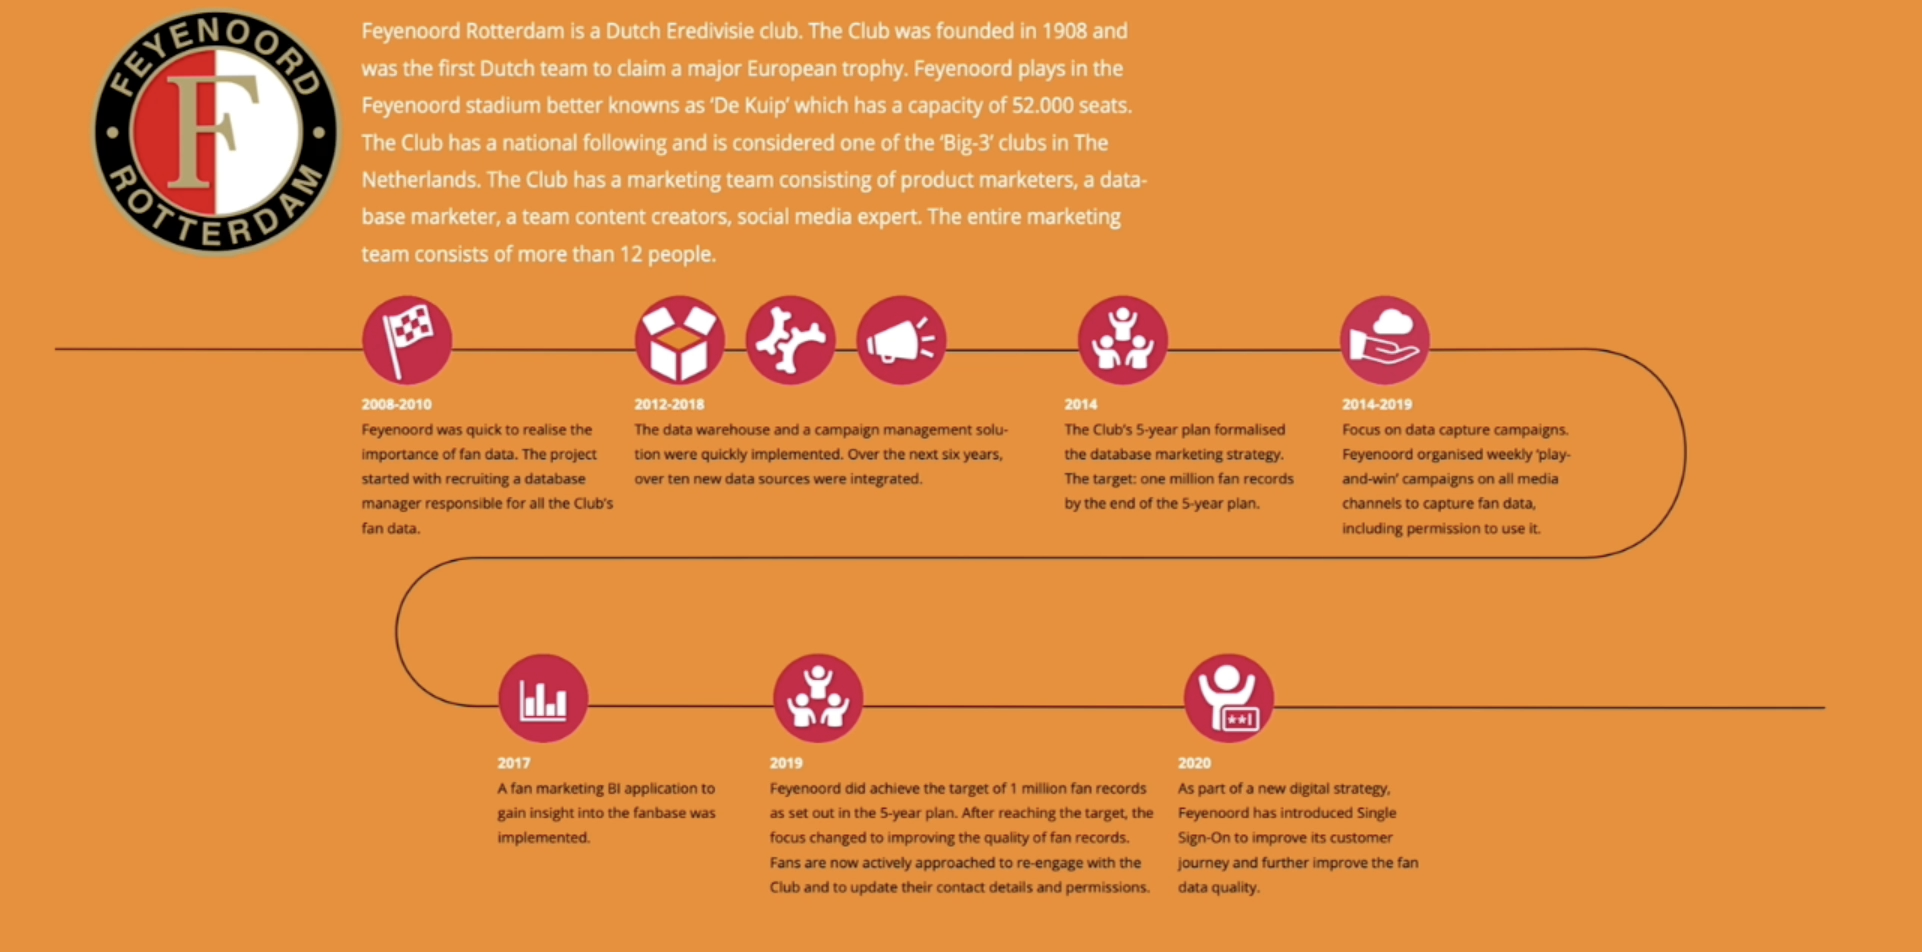 FEYENOORD
ROTTERDAM
F
Feyenoord Rotterdam is a Dutch Eredivisie club. The Club was founded in 1908 and
was the first Dutch team to claim a major European trophy. Feyenoord plays in the
Feyenoord stadium better knowns as ‘De Kuip’ which has a capacity of 52.000 seats.
The Club has a national following and is considered one of the ‘Big-3’ clubs in The
Netherlands. The Club has a marketing team consisting of product marketers, a data-
base marketer, a team content creators, social media expert. The entire marketing
team consists of more than 12 people.
2008-2010
Feyenoord was quick to realise the
importance of fan data. The project
started with recruiting a database
manager responsible for all the Club’s
fan data.
2012-2018
The data warehouse and a campaign management solu-
tion were quickly implemented. Over the next six years,
over ten new data sources were integrated.
2014
The Club’s 5-year plan formalised
the database marketing strategy.
The target: one million fan records
by the end of the 5-year plan.
2014-2019
Focus on data capture campaigns.
Feyenoord organised weekly ‘play-
and-win’ campaigns on all media
channels to capture fan data,
including permission to use it.
2017
A fan marketing BI application to
gain insight into the fanbase was
implemented.
2019
Feyenoord did achieve the target of 1 million fan records
as set out in the 5-year plan. After reaching the target, the
focus changed to improving the quality of fan records.
Fans are now actively approached to re-engage with the
Club and to update their contact details and permissions.
2020
As part of a new digital strategy,
Feyenoord has introduced Single
Sign-On to improve its customer
journey and further improve the fan
data quality.